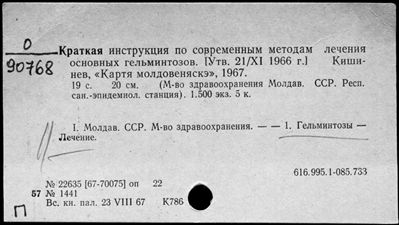 О
90768
Краткая инструкция по современным методам лечения
основных гельминтозов. [Утв. 21/XI 1966 г.] Киши-
нев, «Картя молдовеняскэ», 1967.
19 с. 20 см. (М-во здравоохранения Молдав. ССР. Респ.
сан.-эпидемиол. станция). 1.500 экз. 5 к.
I. Молдав. ССР. М-во здравоохранения. — — 1. Гельминтозы —
Лечение.
616.995.1-085.733
№ 22635 [67-70075] оп 22
57 № 1441
Вс. кн. пал. 23 VIII 67 К786
П